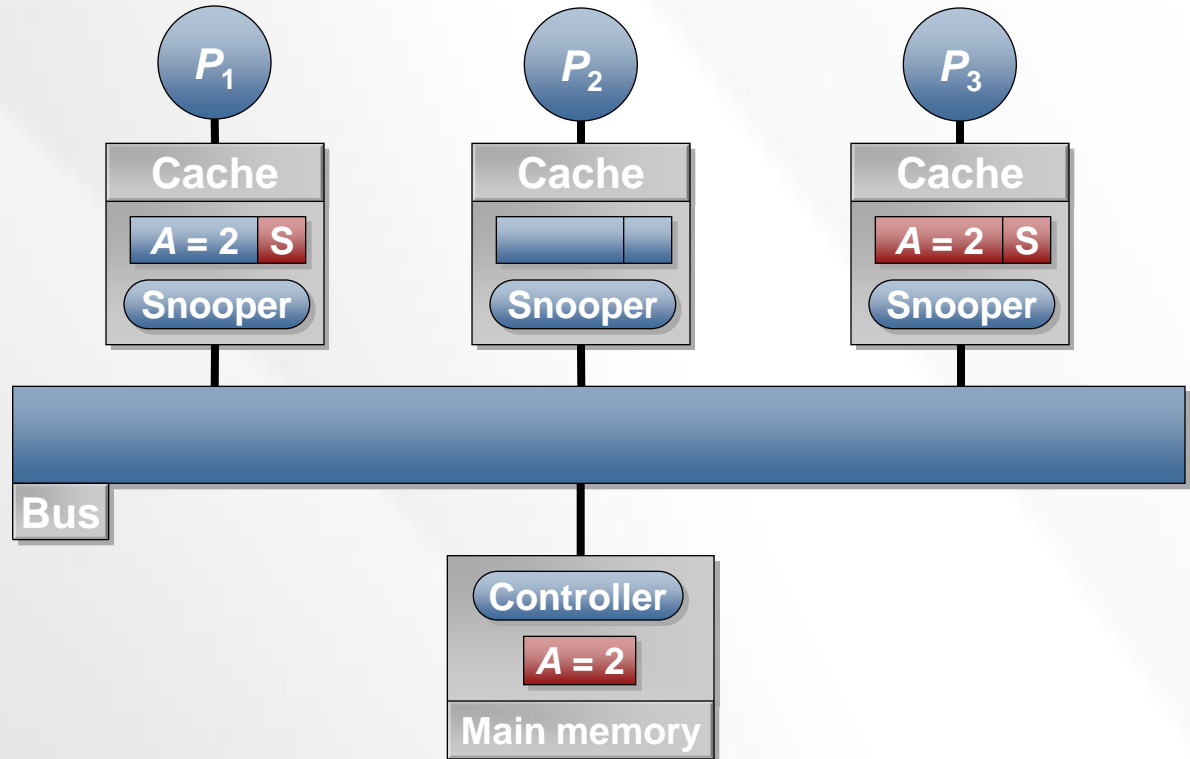 P1 P2 P3
Cache Cache Cache
A = 2 S A = 2 S
Snooper Snooper Snooper
Bus
Controller
A = 2
Main memory